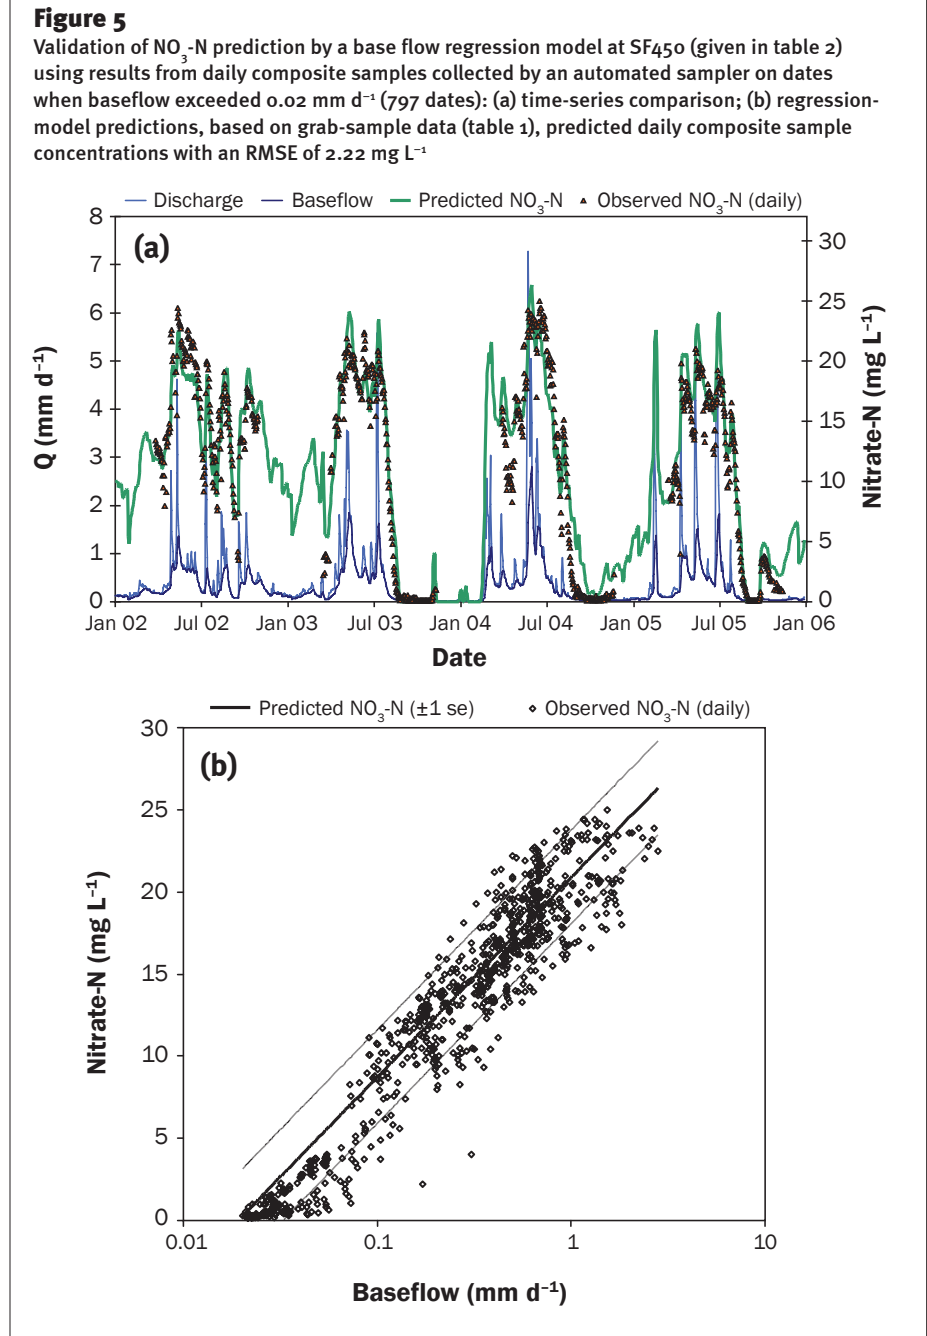 Figure 5
Validation of NO3-N prediction by a base flow regression model at SF450 (given in table 2)
using results from daily composite samples collected by an automated sampler on dates
when baseflow exceeded 0.02 mm d–1 (797 dates): (a) time-series comparison; (b) regression-
model predictions, based on grab-sample data (table 1), predicted daily composite sample
concentrations with an RMSE of 2.22 mg L–1
Discharge Baseflow Predicted NO3-N Observed NO3-N (daily)
(a)
8
7
6
5
4
3
2
1
0
Q (mm d–1)
30
25
20
15
10
5
0
Nitrate-N (mg L–1)
Jan 02 Jul 02 Jan 03 Jul 03 Jan 04 Jul 04 Jan 05 Jul 05 Jan 06
Date
Predicted NO3-N (±1 se) Observed NO3-N (daily)
(b)
30
25
20
15
10
5
0
Nitrate-N (mg L–1)
0.01 0.1 1 10
Baseflow (mm d–1)